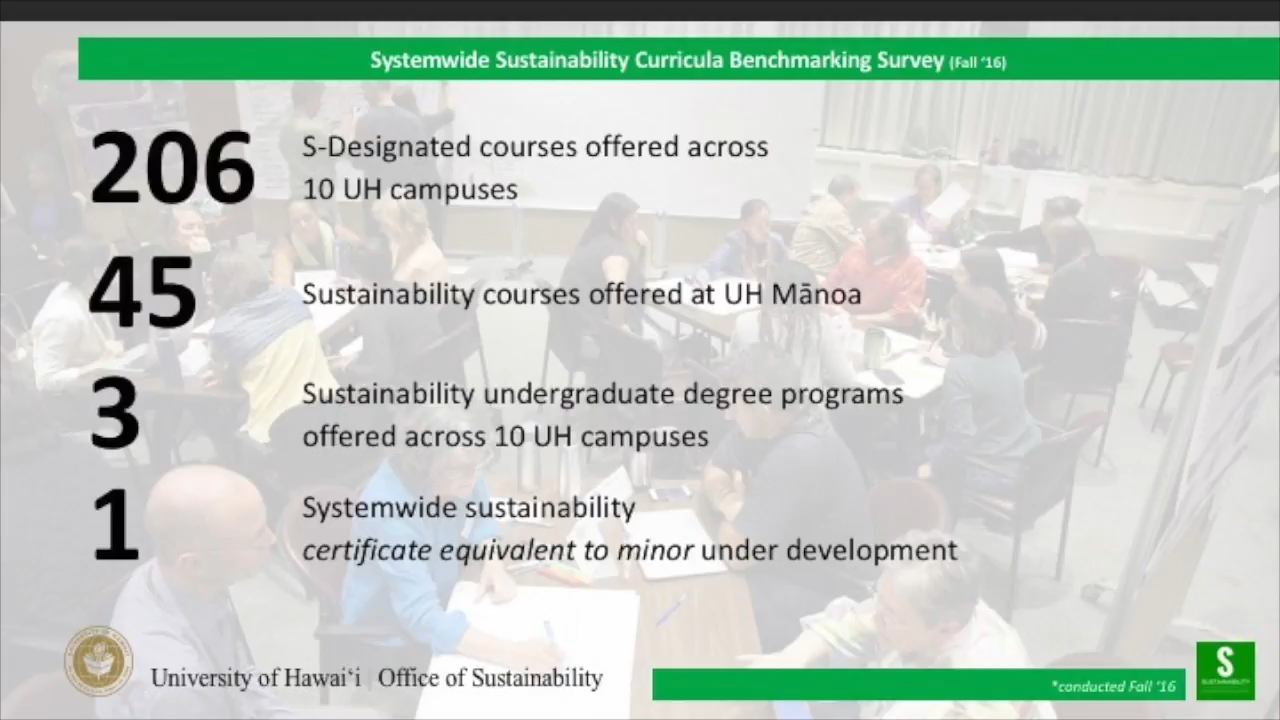 Systemwide Sustainability Curricula Benchmarking Survey (Fall '16)
206
S-Designated courses offered across
10 UH campuses
45
Sustainability courses offered at UH Mānoa
3
Sustainability undergraduate degree programs
offered across 10 UH campuses
1
Systemwide sustainability
certificate equivalent to minor under development
University of Hawaiʻi | Office of Sustainability
*conducted Fall '16
S
SUSTAINABILITY